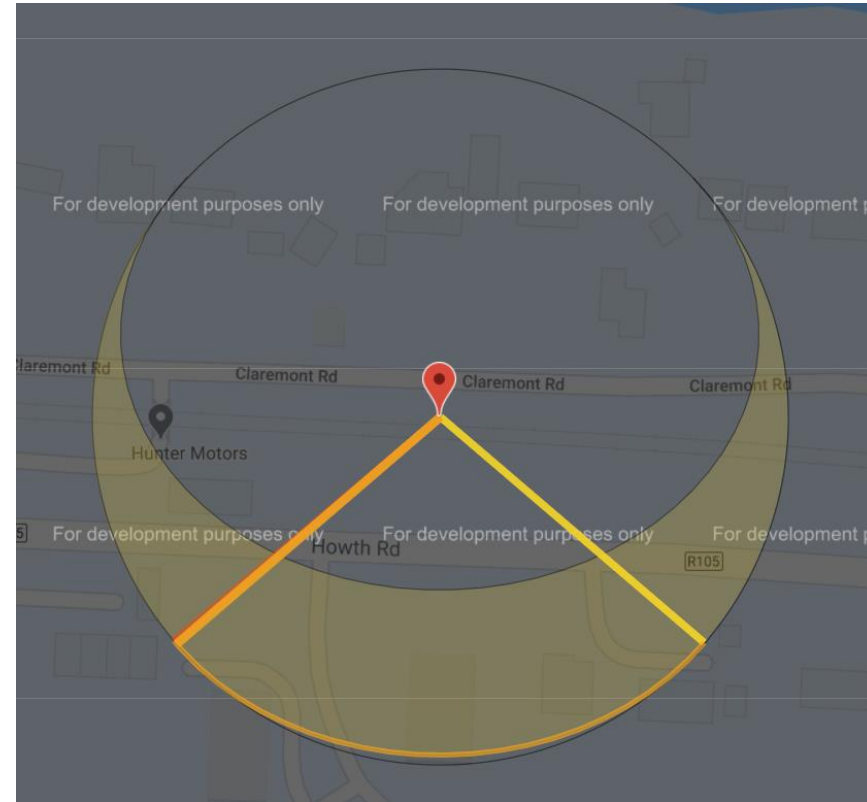 For development purposes only
For development purposes only
For development p
Claremont Rd
Claremont Rd
Claremont Rd
Claremont Rd
Hunter Motors
5
For development purposes only
For development purposes only
For development p
Howth Rd
R105